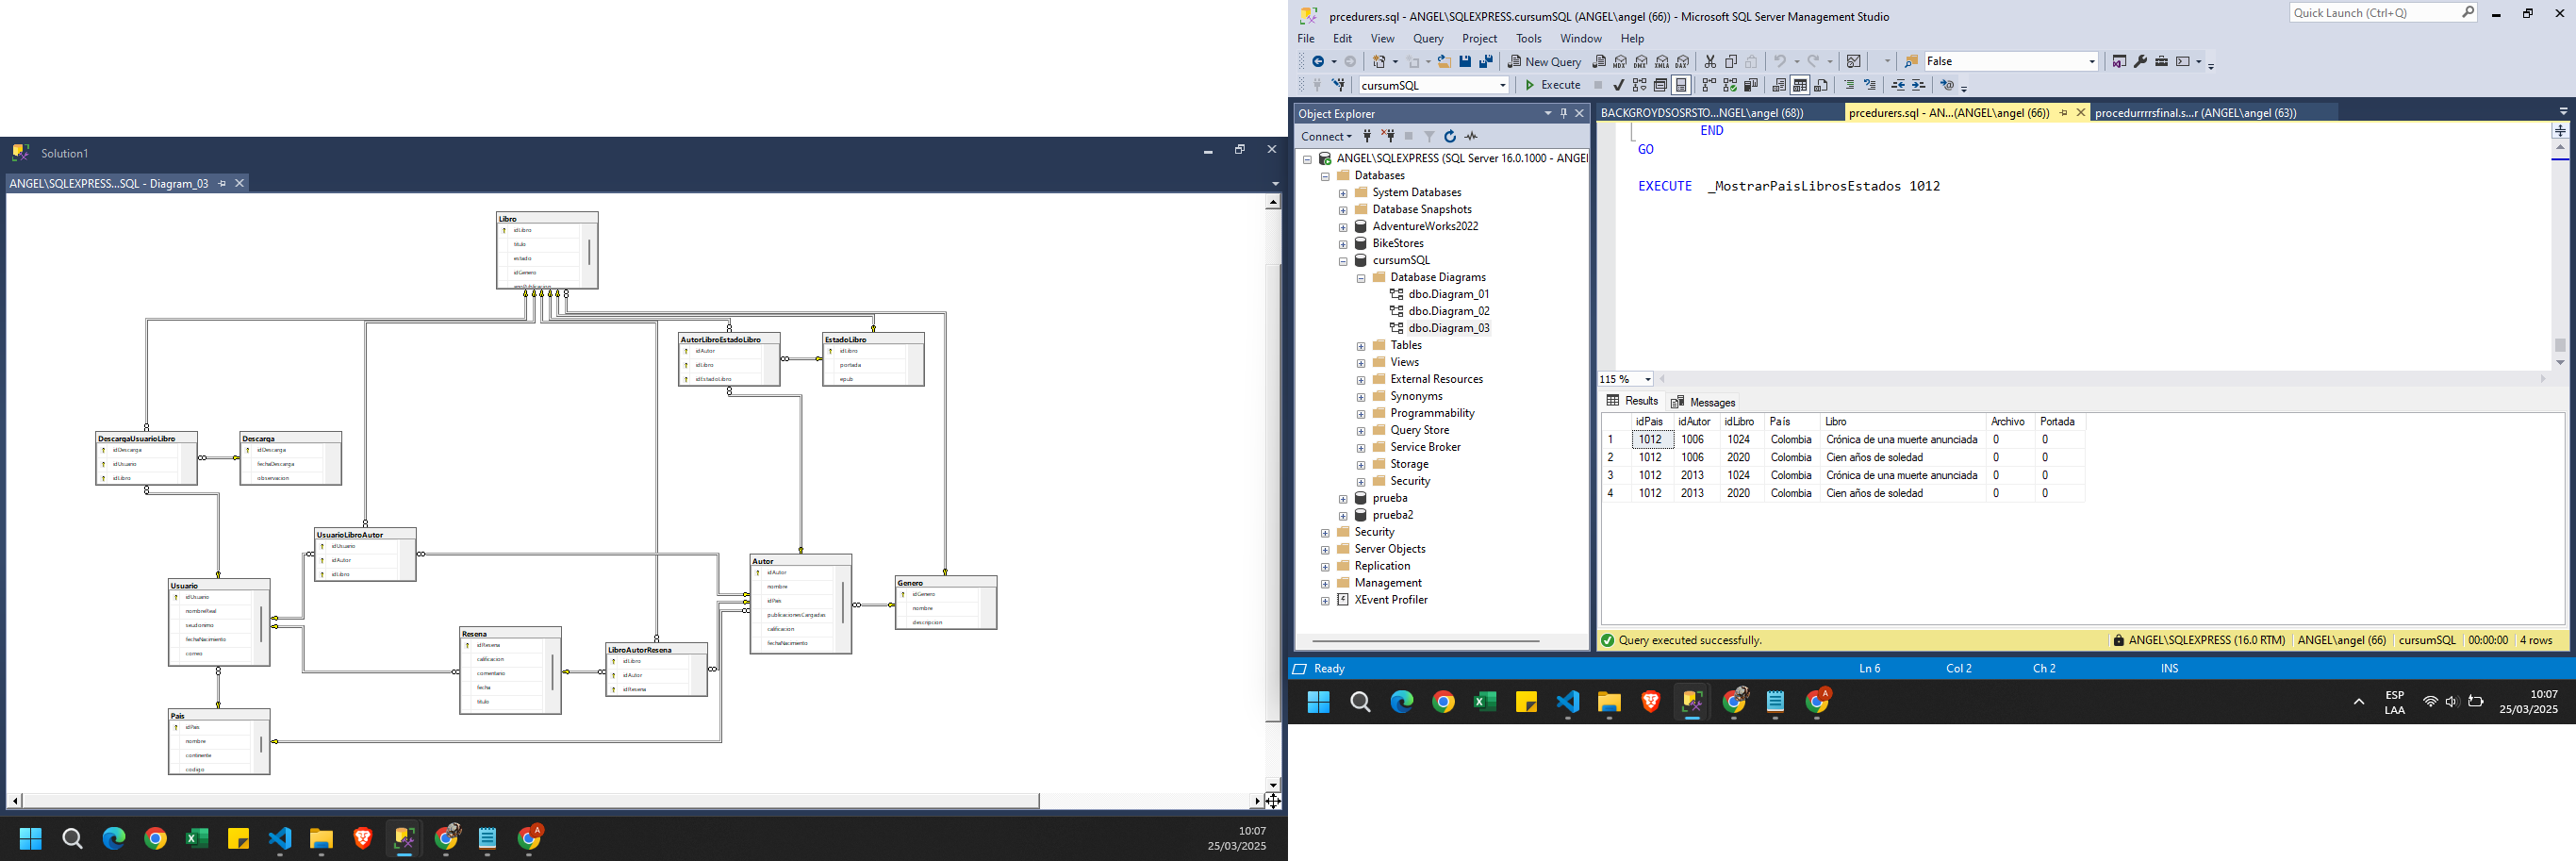 Solution1
ANGEL\SQLEXPRESS...SQL - Diagram_03
Libro
idLibro
titulo
estado
idGenero
AutorLibroEstadoLibro
idAutor
idLibro
idEstadoLibro
EstadoLibro
idLibro
portada
epub
DescargaUsuarioLibro
idDescarga
idUsuario
idLibro
Descarga
idDescarga
fechaDescarga
observacion
UsuarioLibroAutor
idUsuario
idAutor
idLibro
Usuario
idUsuario
nombreReal
seudonimo
fechaNacimiento
correo
Autor
idAutor
nombre
idPais
publicacionesCargadas
calificacion
fechaNacimiento
Genero
idGenero
nombre
descripcion
Resena
idResena
calificacion
comentario
fecha
titulo
LibroAutorResena
idLibro
idAutor
idResena
Pais
idPais
nombre
continente
codigo
10:07
25/03/2025
prcedurers.sql - ANGEL\SQLEXPRESS.cursumSQL (ANGEL\angel (66)) - Microsoft SQL Server Management Studio
Quick Launch (Ctrl+Q)
File Edit View Query Project Tools Window Help
New Query
False
cursumSQL
Execute
Object Explorer
Connect
ANGEL\SQLEXPRESS (SQL Server 16.0.1000 - ANGEL
Databases
System Databases
Database Snapshots
AdventureWorks2022
BikeStores
cursumSQL
Database Diagrams
dbo.Diagram_01
dbo.Diagram_02
dbo.Diagram_03
Tables
Views
External Resources
Synonyms
Programmability
Query Store
Service Broker
Storage
Security
prueba
prueba2
Security
Server Objects
Replication
Management
XEvent Profiler
BACKGROYDSOSRSTO...NGEL\angel (68))
prcedurers.sql - AN...(ANGEL\angel (66))
procedurrrrsfinal.s...r (ANGEL\angel (63))
END
GO
EXECUTE _MostrarPaisLibrosEstados 1012
115 %
Results Messages
idPais idAutor idLibro País Libro Archivo Portada
1 1012 1006 1024 Colombia Crónica de una muerte anunciada 0 0
2 1012 1006 2020 Colombia Cien años de soledad 0 0
3 1012 2013 1024 Colombia Crónica de una muerte anunciada 0 0
4 1012 2013 2020 Colombia Cien años de soledad 0 0
Query executed successfully.
ANGEL\SQLEXPRESS (16.0 RTM) ANGEL\angel (66) cursumSQL 00:00:00 4 rows
Ready Ln 6 Col 2 Ch 2 INS
ESP
LAA
10:07
25/03/2025